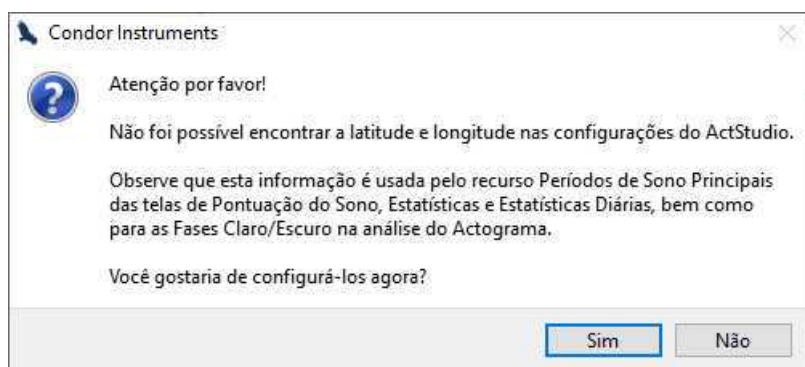 Condor Instruments
Atenção por favor!
Não foi possível encontrar a latitude e longitude nas configurações do ActStudio.
Observe que esta informação é usada pelo recurso Períodos de Sono Principais
das telas de Pontuação do Sono, Estatísticas e Estatísticas Diárias, bem como
para as Fases Claro/Escuro na análise do Actograma.
Você gostaria de configurá-los agora?
Sim
Não